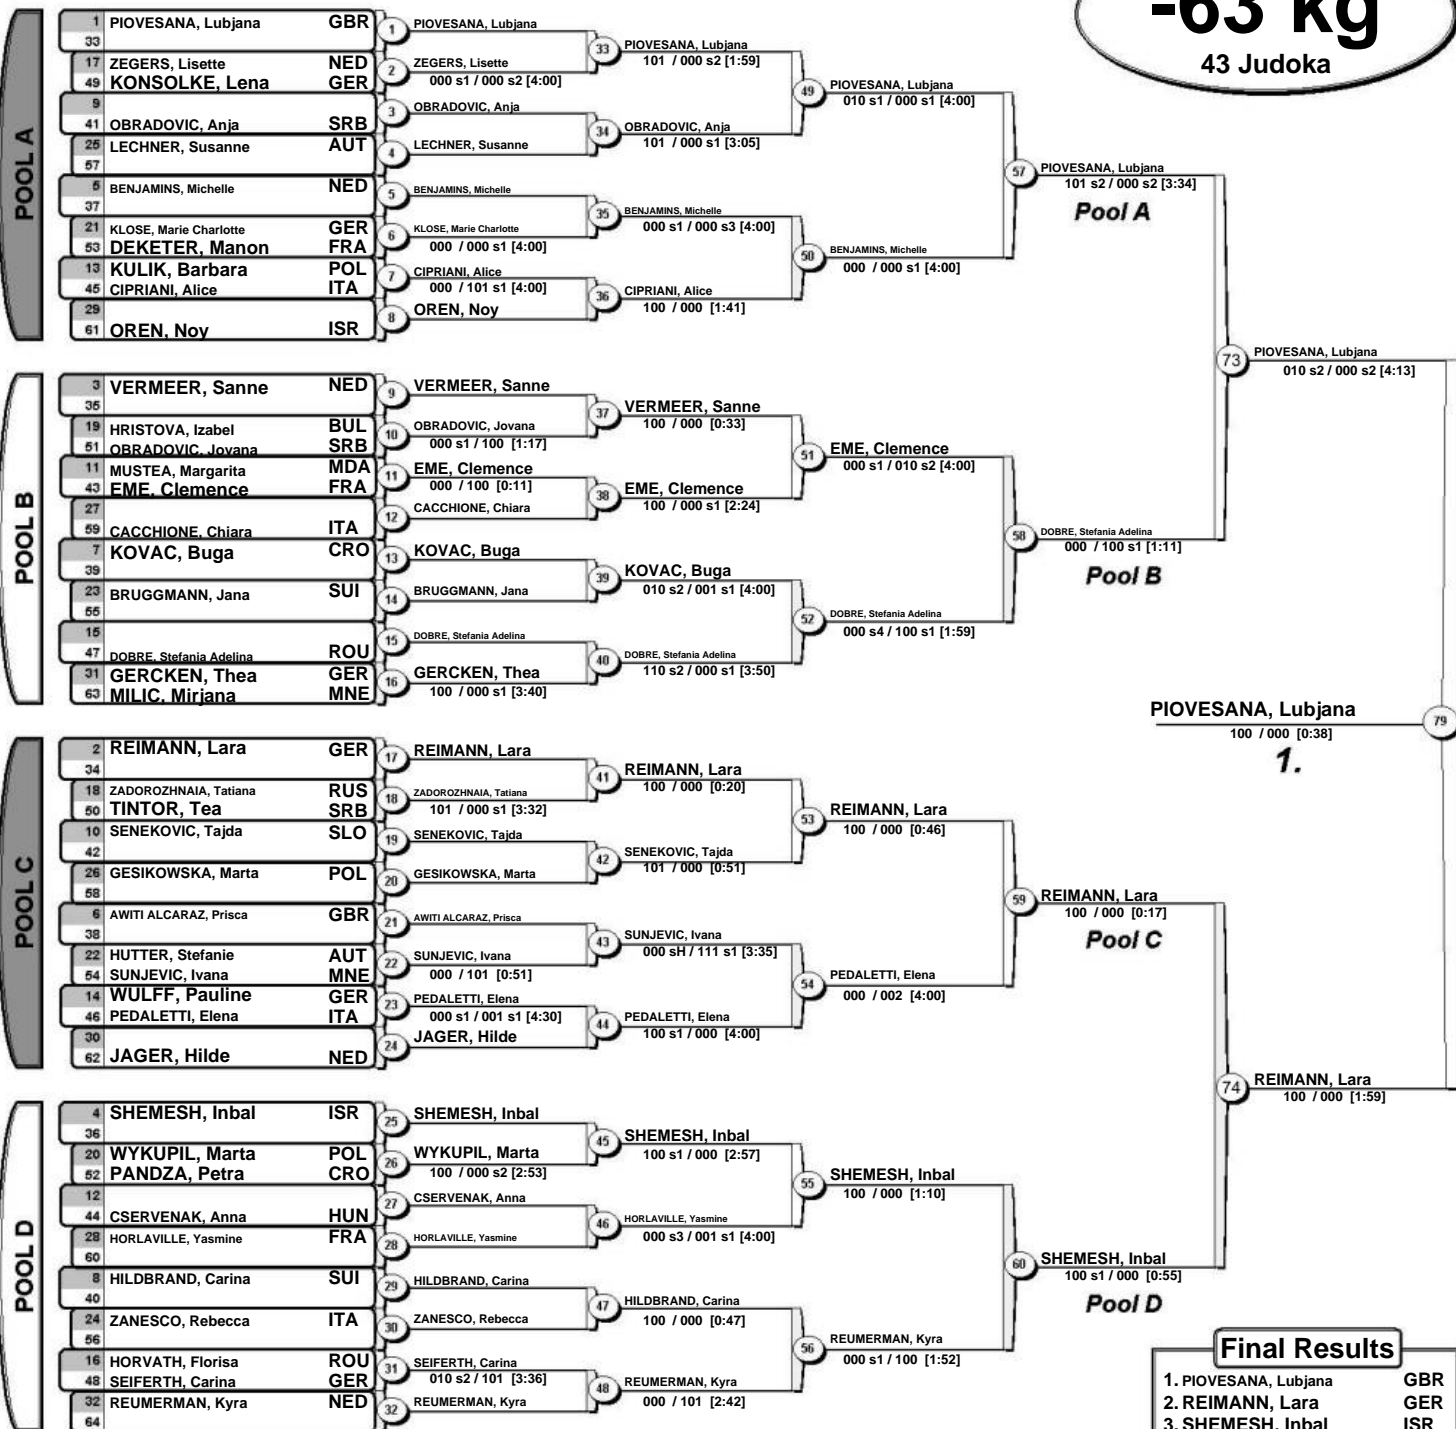 -63 kg
43 Judoka
POOL A
1 PIOVESANA, Lubjana GBR
33
17 ZEGERS, Lisette NED
49 KONSOLKE, Lena GER
9
41 OBRADOVIC, Anja SRB
25 LECHNER, Susanne AUT
57
5 BENJAMINS, Michelle NED
37
21 KLOSE, Marie Charlotte GER
53 DEKETER, Manon FRA
13 KULIK, Barbara POL
45 CIPRIANI, Alice ITA
29
61 OREN, Noy ISR
1 PIOVESANA, Lubjana
2 ZEGERS, Lisette
000 s1 / 000 s2 [4:00]
3 OBRADOVIC, Anja
4 LECHNER, Susanne
5 BENJAMINS, Michelle
6 KLOSE, Marie Charlotte
000 / 000 s1 [4:00]
7 CIPRIANI, Alice
000 / 101 s1 [4:00]
8 OREN, Noy
33 PIOVESANA, Lubjana
101 / 000 s2 [1:59]
34 OBRADOVIC, Anja
101 / 000 s1 [3:05]
35 BENJAMINS, Michelle
000 s1 / 000 s3 [4:00]
36 CIPRIANI, Alice
100 / 000 [1:41]
49 PIOVESANA, Lubjana
010 s1 / 000 s1 [4:00]
50 BENJAMINS, Michelle
000 / 000 s1 [4:00]
57 PIOVESANA, Lubjana
101 s2 / 000 s2 [3:34]
Pool A
POOL B
3 VERMEER, Sanne NED
35
19 HRISTOVA, Izabel BUL
51 OBRADOVIC, Jovana SRB
11 MUSTEA, Margarita MDA
43 EME, Clemence FRA
27
59 CACCHIONE, Chiara ITA
7 KOVAC, Buga CRO
39
23 BRUGGMANN, Jana SUI
55
15
47 DOBRE, Stefania Adelina ROU
31 GERCKEN, Thea GER
63 MILIC, Mirjana MNE
9 VERMEER, Sanne
10 OBRADOVIC, Jovana
000 s1 / 100 [1:17]
11 EME, Clemence
000 / 100 [0:11]
12 CACCHIONE, Chiara
13 KOVAC, Buga
14 BRUGGMANN, Jana
15 DOBRE, Stefania Adelina
16 GERCKEN, Thea
100 / 000 s1 [3:40]
37 VERMEER, Sanne
100 / 000 [0:33]
38 EME, Clemence
100 / 000 s1 [2:24]
39 KOVAC, Buga
010 s2 / 001 s1 [4:00]
40 DOBRE, Stefania Adelina
110 s2 / 000 s1 [3:50]
51 EME, Clemence
000 s1 / 010 s2 [4:00]
52 DOBRE, Stefania Adelina
000 s4 / 100 s1 [1:59]
58 DOBRE, Stefania Adelina
000 / 100 s1 [1:11]
Pool B
73 PIOVESANA, Lubjana
010 s2 / 000 s2 [4:13]
PIOVESANA, Lubjana 79
100 / 000 [0:38]
1.
POOL C
2 REIMANN, Lara GER
34
18 ZADOROZHNAIA, Tatiana RUS
50 TINTOR, Tea SRB
10 SENEKOVIC, Tajda SLO
42
26 GESIKOWSKA, Marta POL
58
6 AWITI ALCARAZ, Prisca GBR
38
22 HUTTER, Stefanie AUT
54 SUNJEVIC, Ivana MNE
14 WULFF, Pauline GER
46 PEDALETTI, Elena ITA
30
62 JAGER, Hilde NED
17 REIMANN, Lara
18 ZADOROZHNAIA, Tatiana
101 / 000 s1 [3:32]
19 SENEKOVIC, Tajda
20 GESIKOWSKA, Marta
21 AWITI ALCARAZ, Prisca
22 SUNJEVIC, Ivana
000 / 101 [0:51]
23 PEDALETTI, Elena
000 s1 / 001 s1 [4:30]
24 JAGER, Hilde
41 REIMANN, Lara
100 / 000 [0:20]
42 SENEKOVIC, Tajda
101 / 000 [0:51]
43 SUNJEVIC, Ivana
000 sH / 111 s1 [3:35]
44 PEDALETTI, Elena
100 s1 / 000 [4:00]
53 REIMANN, Lara
100 / 000 [0:46]
54 PEDALETTI, Elena
000 / 002 [4:00]
59 REIMANN, Lara
100 / 000 [0:17]
Pool C
POOL D
4 SHEMESH, Inbal ISR
36
20 WYKUPIL, Marta POL
52 PANDZA, Petra CRO
12
44 CSERVENAK, Anna HUN
28 HORLAVILLE, Yasmine FRA
60
8 HILDBRAND, Carina SUI
40
24 ZANESCO, Rebecca ITA
56
16 HORVATH, Florisa ROU
48 SEIFERTH, Carina GER
32 REUMERMAN, Kyra NED
64
25 SHEMESH, Inbal
26 WYKUPIL, Marta
100 / 000 s2 [2:53]
27 CSERVENAK, Anna
28 HORLAVILLE, Yasmine
29 HILDBRAND, Carina
30 ZANESCO, Rebecca
31 SEIFERTH, Carina
010 s2 / 101 [3:36]
32 REUMERMAN, Kyra
45 SHEMESH, Inbal
100 s1 / 000 [2:57]
46 HORLAVILLE, Yasmine
000 s3 / 001 s1 [4:00]
47 HILDBRAND, Carina
100 / 000 [0:47]
48 REUMERMAN, Kyra
000 / 101 [2:42]
55 SHEMESH, Inbal
100 / 000 [1:10]
56 REUMERMAN, Kyra
000 s1 / 100 [1:52]
60 SHEMESH, Inbal
100 s1 / 000 [0:55]
Pool D
74 REIMANN, Lara
100 / 000 [1:59]
Final Results
1. PIOVESANA, Lubjana GBR
2. REIMANN, Lara GER
3. SHEMESH, Inbal ISR